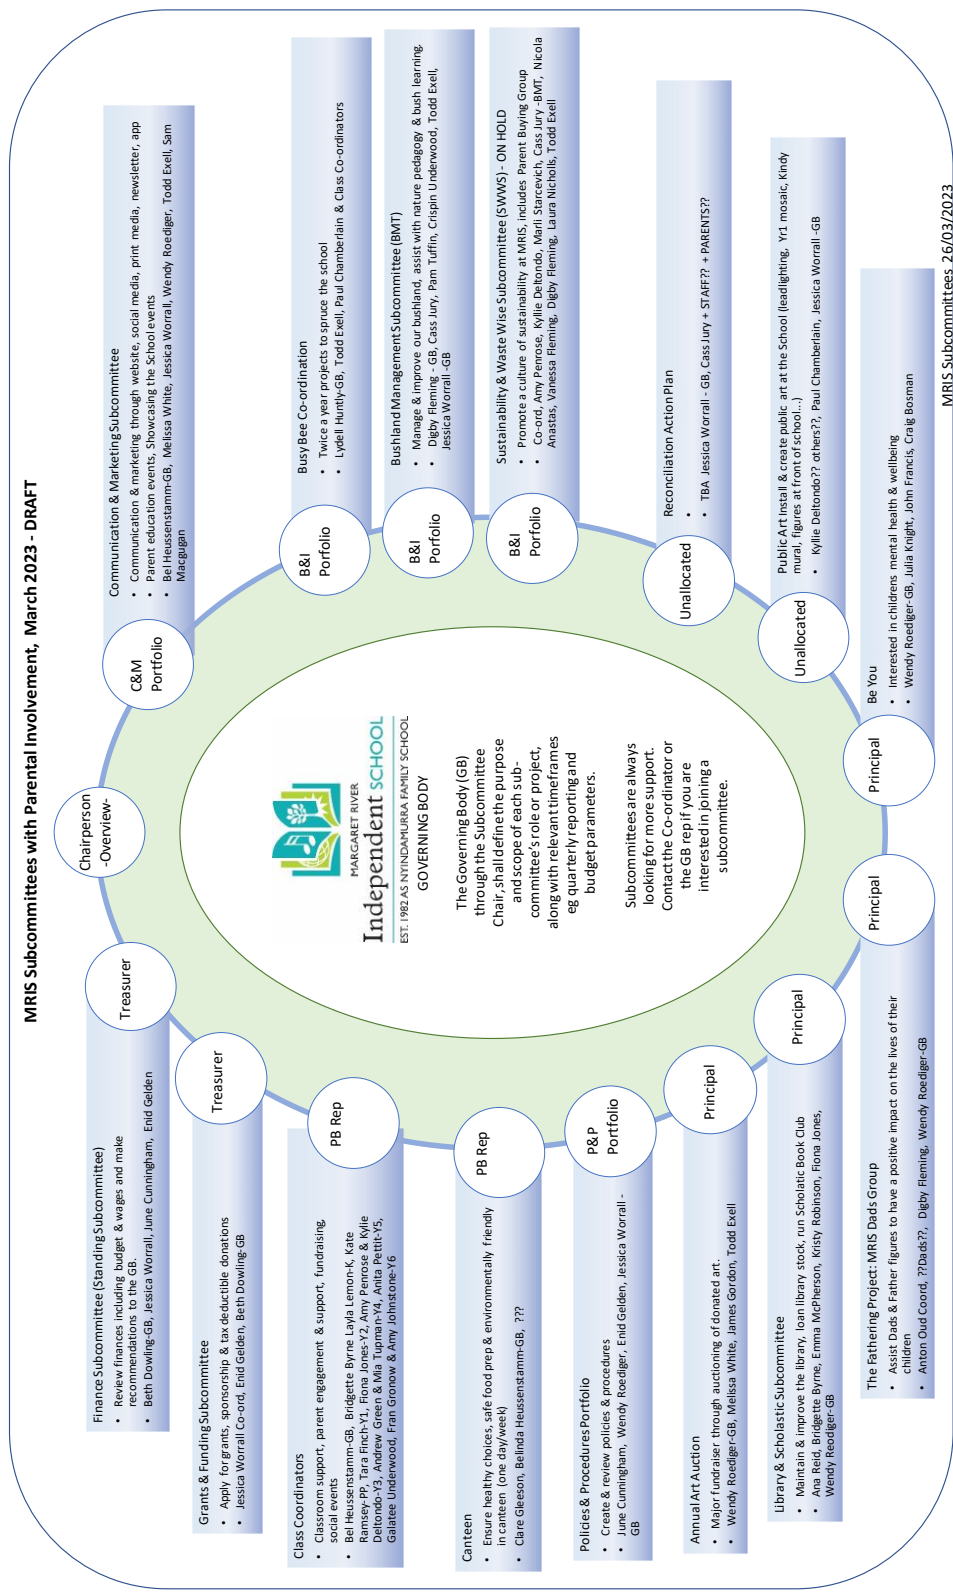 MRIS Subcommittees with Parental Involvement, March 2023 - DRAFT
Chairperson
-Overview-
C&M
Portfolio
Communication & Marketing Subcommittee
• Communication & marketing through website, social media, print media, newsletter, app
• Parent education events, Showcasing the School events
• Bel Heussenstamm-GB, Melissa White, Jessica Worrall, Wendy Roediger, Todd Exell, Sam
Macgugan
B&I
Portfolio
Busy Bee Co-ordination
• Twice a year projects to spruce the school
• Lydell Huntly-GB, Todd Exell, Paul Chamberlain & Class Co-ordinators
B&I
Portfolio
Bushland Management Subcommittee (BMT)
• Manage & improve our bushland, assist with nature pedagogy & bush learning.
• Digby Fleming - GB, Cass Jury, Pam Tuffin, Crispin Underwood, Todd Exell,
Jessica Worrall -GB
B&I
Portfolio
Sustainability & Waste Wise Subcommittee (SWWS) - ON HOLD
• Promote a culture of sustainability at MRIS, includes Parent Buying Group
• Co-ord, Amy Penrose, Kyllie Deltondo, Marli Starcevich, Cass Jury -BMT, Nicola
Anastas, Vanessa Fleming, Digby Fleming, Laura Nicholls, Todd Exell
Unallocated
Reconciliation Action Plan
•
• TBA Jessica Worrall - GB, Cass Jury + STAFF?? + PARENTS??
Unallocated
Public Art Install & create public art at the School (leadlighting, Yr1 mosaic, Kindy
mural, figures at front of school...)
• Kyllie Deltondo?? others??, Paul Chamberlain, Jessica Worrall -GB
Principal
Be You
• Interested in childrens mental health & wellbeing
• Wendy Roediger-GB, Julia Knight, John Francis, Craig Bosman
Treasurer
Finance Subcommittee (Standing Subcommittee)
• Review finances including budget & wages and make
recommendations to the GB.
• Beth Dowling-GB, Jessica Worrall, June Cunningham, Enid Gelden
Treasurer
Grants & Funding Subcommittee
• Apply for grants, sponsorship & tax deductible donations
• Jessica Worrall Co-ord, Enid Gelden, Beth Dowling-GB
PB Rep
Class Coordinators
• Classroom support, parent engagement & support, fundraising,
social events
• Bel Heussenstamm-GB, Bridgette Byrne Layla Lemon-K, Kate
Ramsey-PP, Tara Finch-Y1, Fiona Jones-Y2, Amy Penrose & Kylie
Deltondo-Y3, Andrew Green & Mia Tupman-Y4, Anita Pettit-Y5,
Galatee Underwood, Fran Gronow & Amy Johnstone-Y6
PB Rep
Canteen
• Ensure healthy choices, safe food prep & environmentally friendly
in canteen (one day/week)
• Clare Gleeson, Belinda Heussenstamm-GB, ???
P&P
Portfolio
Policies & Procedures Portfolio
• Create & review policies & procedures
• June Cunningham, Wendy Roediger, Enid Gelden, Jessica Worrall -
GB
Principal
Annual Art Auction
• Major fundraiser through auctioning of donated art.
• Wendy Roediger-GB, Melissa White, James Gordon, Todd Exell
Principal
Library & Scholastic Subcommittee
• Maintain & improve the library, loan library stock, run Scholatic Book Club
• Ana Reid, Bridgette Byrne, Emma McPherson, Kristy Robinson, Fiona Jones,
Wendy Reodiger-GB
Principal
The Fathering Project: MRIS Dads Group
• Assist Dads & Father figures to have a positive impact on the lives of their
children
• Anton Oud Coord, ??Dads??, Digby Fleming, Wendy Roediger-GB
MARGARET RIVER
Independent SCHOOL
EST. 1982 AS NYINDAMURRA FAMILY SCHOOL
GOVERNING BODY
The Governing Body (GB)
through the Subcommittee
Chair, shall define the purpose
and scope of each sub-
committee's role or project,
along with relevant timeframes
eg quarterly reporting and
budget parameters.
Subcommittees are always
looking for more support.
Contact the Co-ordinator or
the GB rep if you are
interested in joining a
subcommittee.
MRIS Subcommittees 26/03/2023